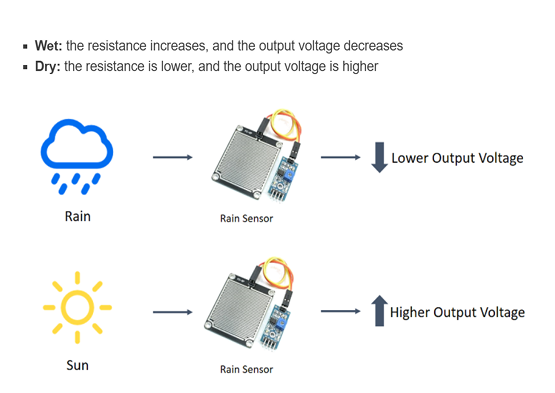 Wet: the resistance increases, and the output voltage decreases
Dry: the resistance is lower, and the output voltage is higher
Rain
Rain Sensor
Lower Output Voltage
Sun
Rain Sensor
Higher Output Voltage